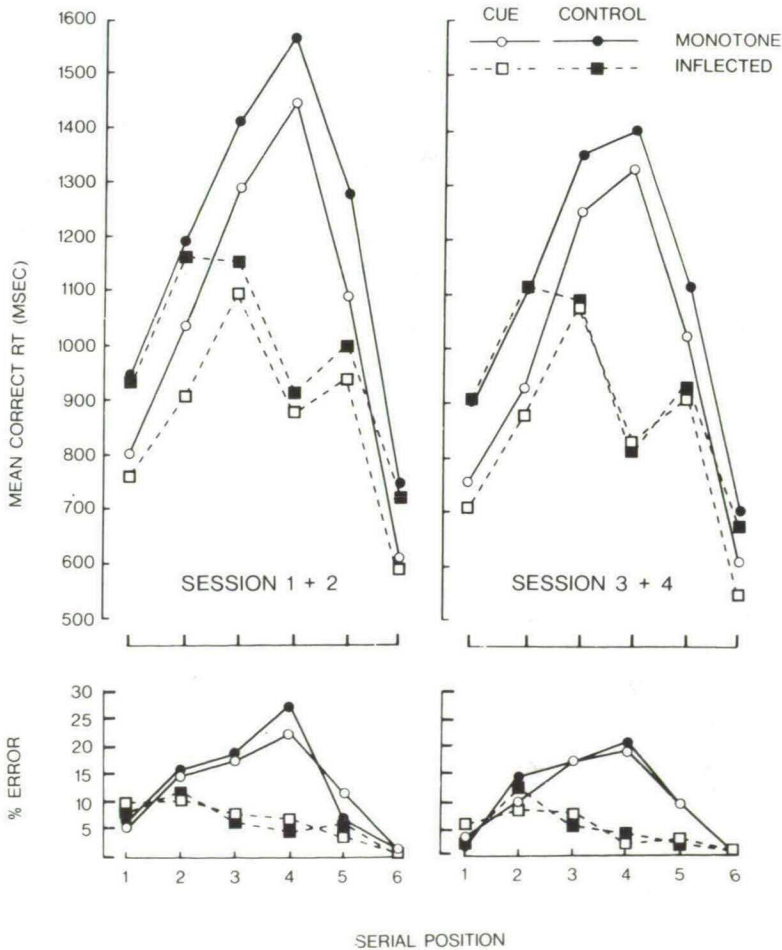 CUE CONTROL
MONOTONE
INFLECTED
MEAN CORRECT RT (MSEC)
1600
1500
1400
1300
1200
1100
1000
900
800
700
600
500
SESSION 1 + 2
SESSION 3 + 4
% ERROR
30
25
20
15
10
5
1 2 3 4 5 6
1 2 3 4 5 6
SERIAL POSITION